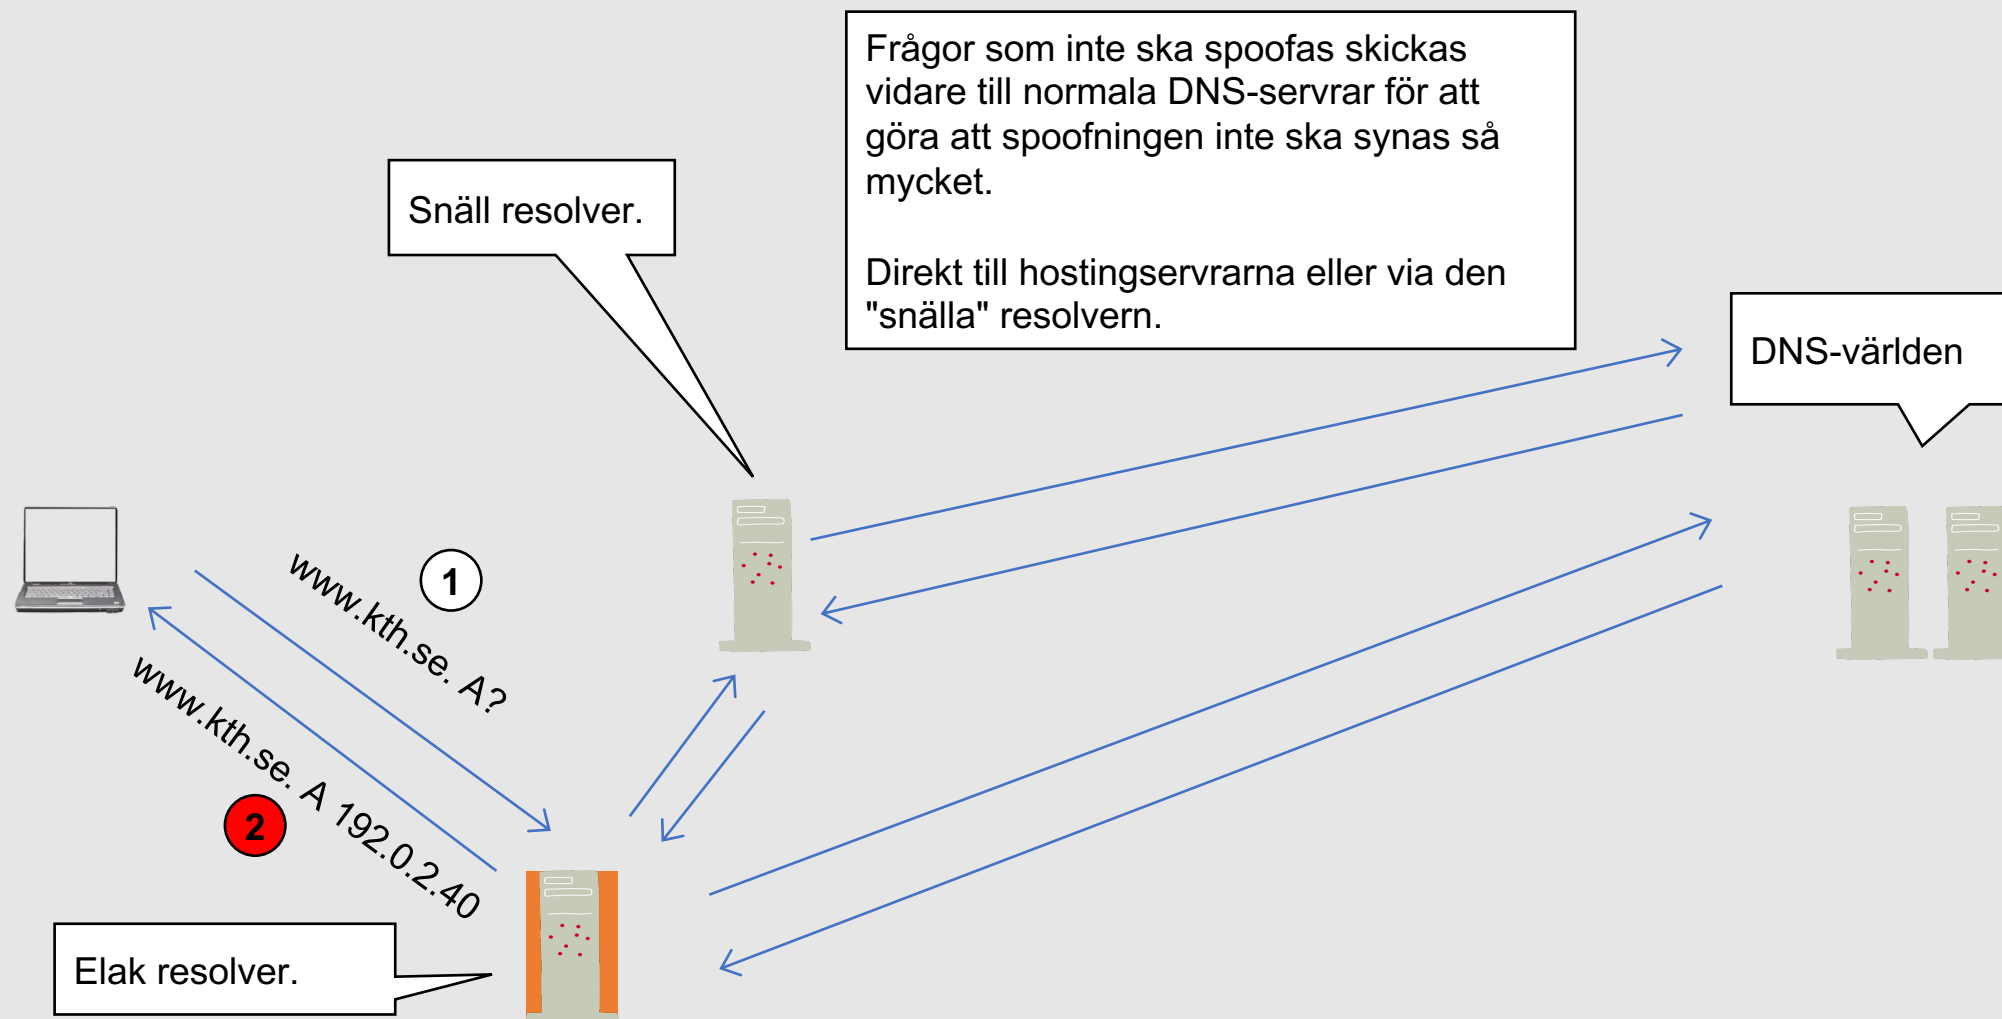 Frågor som inte ska spoofas skickas
vidare till normala DNS-servrar för att
göra att spoofningen inte ska synas så
mycket.
Direkt till hostingservrarna eller via den
"snälla" resolvern.
Snäll resolver.
DNS-världen
1
www.kth.se. A?
www.kth.se. A 192.0.2.40
2
Elak resolver.